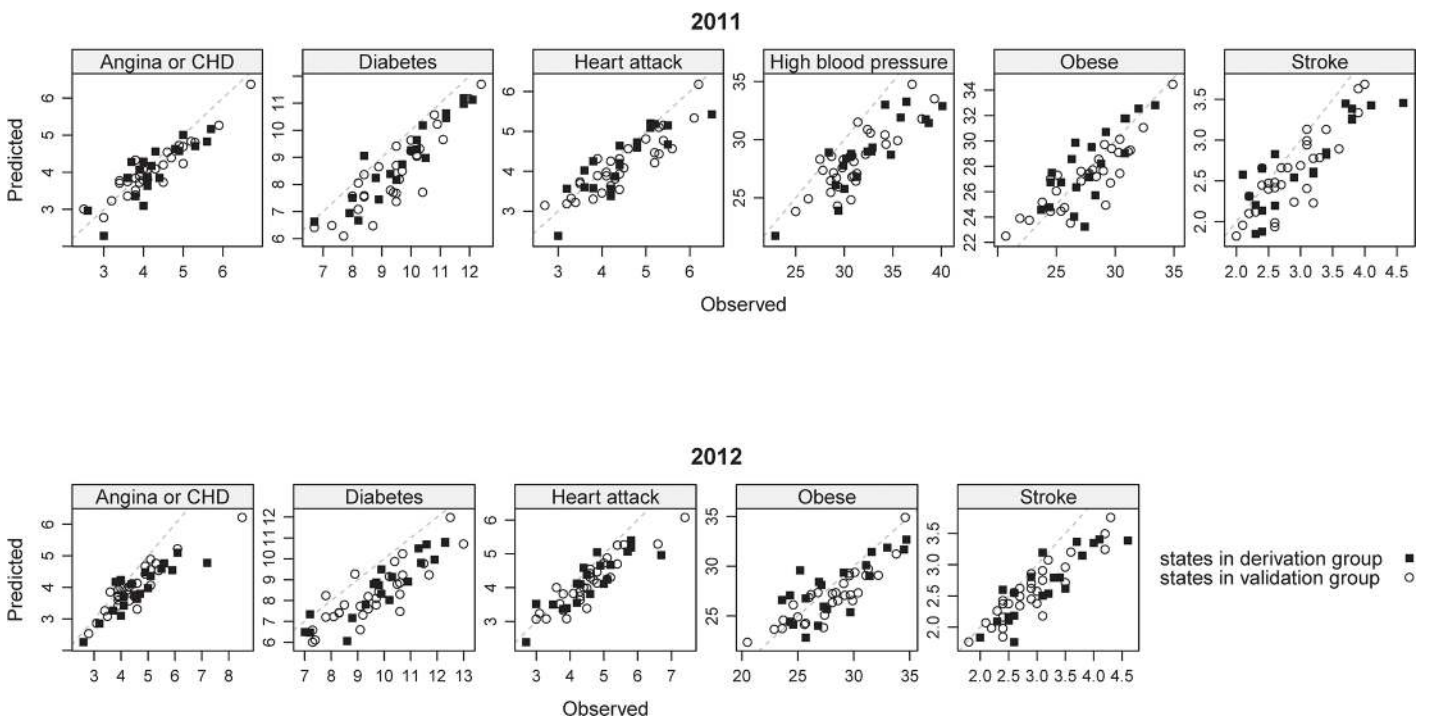 2011
Angina or CHD Diabetes Heart attack High blood pressure Obese Stroke
Predicted
3 4 5 6
6 7 8 9 10 11
3 4 5 6
25 30 35
22 24 26 28 30 32 34
2.0 2.5 3.0 3.5
3 4 5 6
7 8 9 10 11 12
3 4 5 6
25 30 35 40
25 30 35
2.0 2.5 3.0 3.5 4.0 4.5
Observed
2012
Angina or CHD Diabetes Heart attack Obese Stroke
Predicted
3 4 5 6
6 7 8 9 10 11 12
3 4 5 6
25 30 35
2.0 2.5 3.0 3.5
3 4 5 6 7 8
7 8 9 10 11 12 13
3 4 5 6 7
20 25 30 35
2.0 2.5 3.0 3.5 4.0 4.5
Observed
states in derivation group
states in validation group